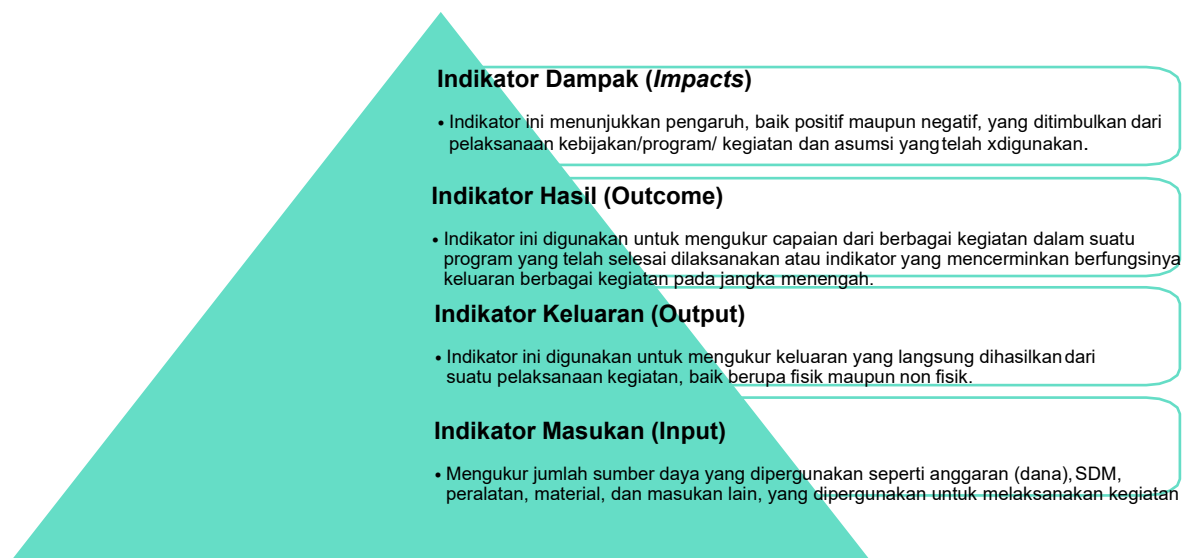 Indikator Dampak (Impacts)
• Indikator ini menunjukkan pengaruh, baik positif maupun negatif, yang ditimbulkan dari
pelaksanaan kebijakan/program/ kegiatan dan asumsi yang telah xdigunakan.
Indikator Hasil (Outcome)
• Indikator ini digunakan untuk mengukur capaian dari berbagai kegiatan dalam suatu
program yang telah selesai dilaksanakan atau indikator yang mencerminkan berfungsinya
keluaran berbagai kegiatan pada jangka menengah.
Indikator Keluaran (Output)
• Indikator ini digunakan untuk mengukur keluaran yang langsung dihasilkan dari
suatu pelaksanaan kegiatan, baik berupa fisik maupun non fisik.
Indikator Masukan (Input)
• Mengukur jumlah sumber daya yang dipergunakan seperti anggaran (dana), SDM,
peralatan, material, dan masukan lain, yang dipergunakan untuk melaksanakan kegiatan